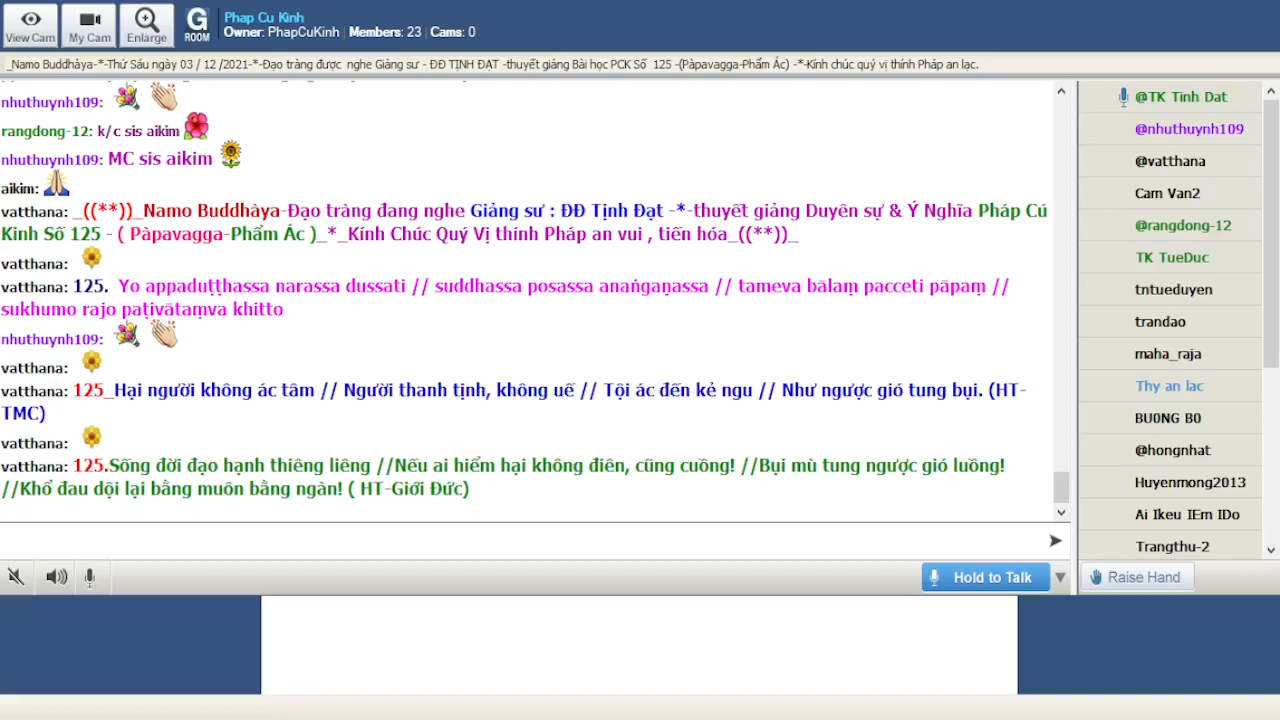 View Cam
My Cam
Enlarge
G
ROOM
Phap Cu Kinh
Owner: PhapCuKinh | Members: 23 | Cams: 0
_Namo Buddhàya-*-Thứ Sáu ngày 03 / 12 /2021-*-Đạo tràng được nghe Giảng sư - ĐĐ TỊNH ĐẠT -thuyết giảng Bài học PCK Số 125 -(Pàpavagga-Phẩm Ác) -*-Kính chúc quý vị thính Pháp an lạc.
nhuthuynh109:
rangdong-12: k/c sis aikim
nhuthuynh109: MC sis aikim
aikim:
vatthana: _((**))_Namo Buddhàya-Đạo tràng đang nghe Giảng sư : ĐĐ Tịnh Đạt -*-thuyết giảng Duyên sự & Ý Nghĩa Pháp Cú
Kinh Số 125 - ( Pàpavagga-Phẩm Ác )_*_Kính Chúc Quý Vị thính Pháp an vui , tiến hóa_((**))_
vatthana:
vatthana: 125. Yo appaduṭṭhassa narassa dussati // suddhassa posassa anaṅgaṇassa // tameva bālaṃ pacceti pāpaṃ //
sukhumo rajo paṭivātaṃva khitto
nhuthuynh109:
vatthana:
vatthana: 125_Hại người không ác tâm // Người thanh tịnh, không uế // Tội ác đến kẻ ngu // Như ngược gió tung bụi. (HT-
TMC)
vatthana:
vatthana: 125.Sống đời đạo hạnh thiêng liêng //Nếu ai hiểm hại không điên, cũng cuồng! //Bụi mù tung ngược gió luồng!
//Khổ đau dội lại bằng muôn bằng ngàn! ( HT-Giới Đức)
@TK Tinh Dat
@nhuthuynh109
@vatthana
Cam Van2
@rangdong-12
TK TueDuc
tntueduyen
trandao
maha_raja
Thy an lac
BU0NG B0
@hongnhat
Huyenmong2013
Ai Ikeu IEm IDo
Trangthu-2
Hold to Talk
Raise Hand